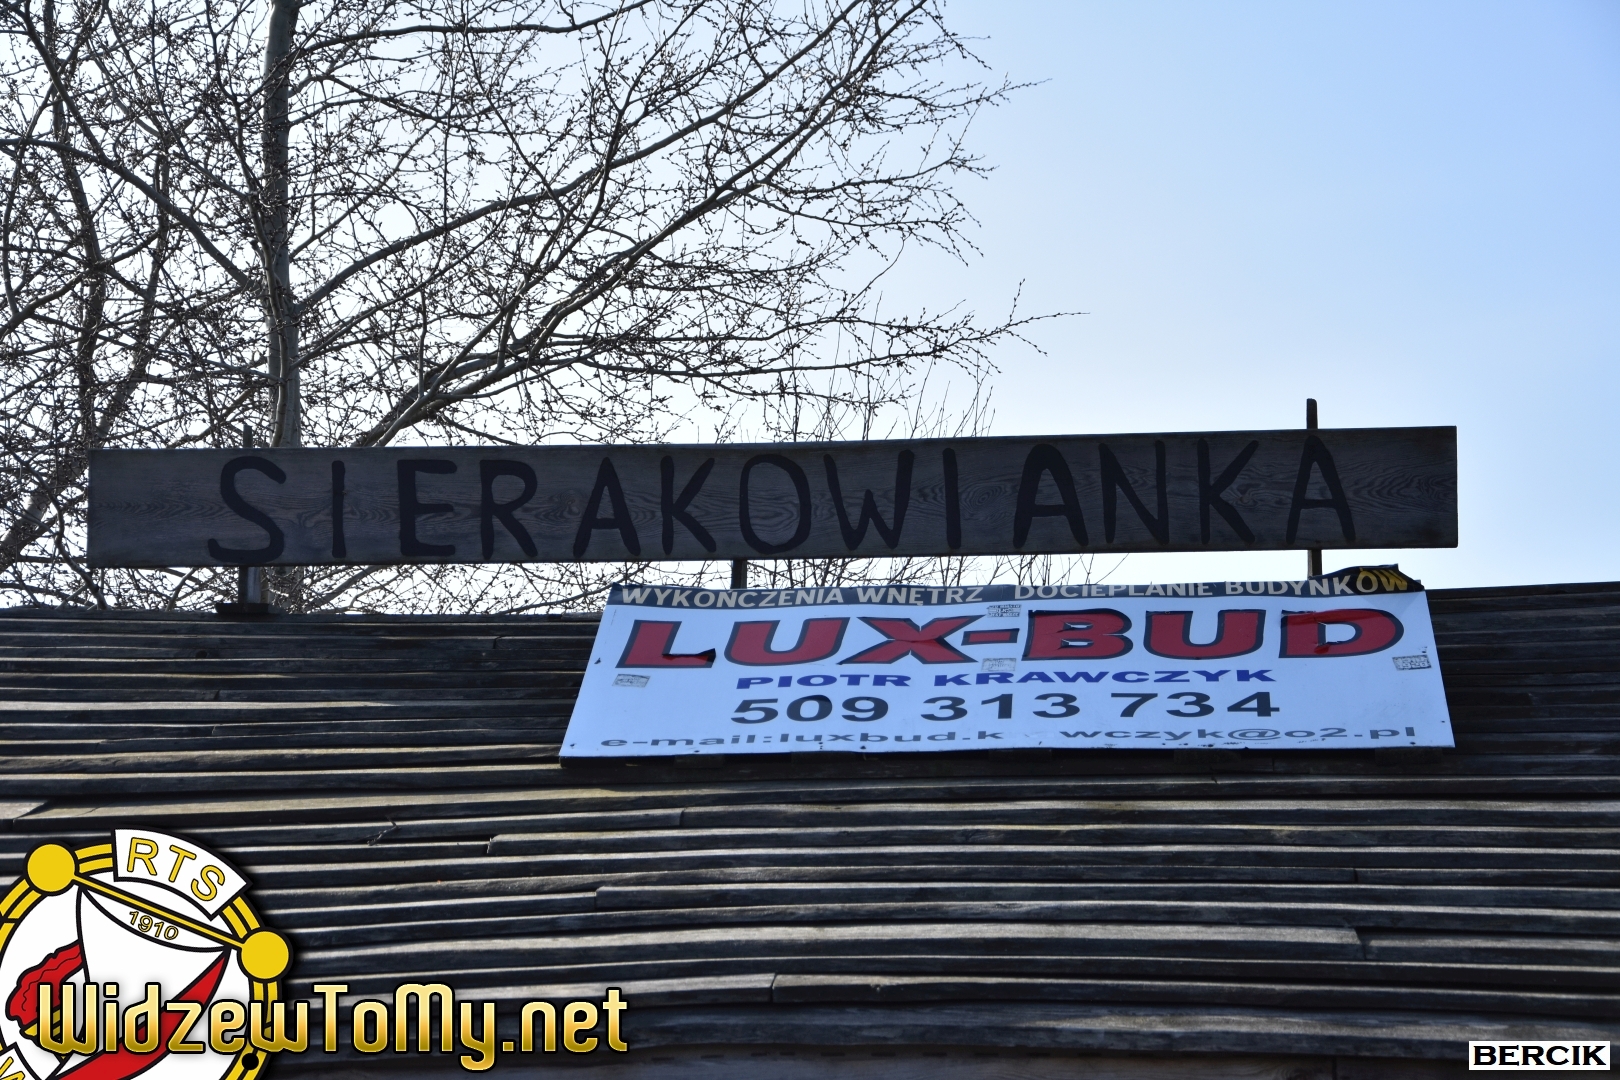 SIERAKOWIANKA
WYKOŃCZENIA WNĘTRZ DOCIEPLANIE BUDYNKÓW
LUX-BUD
PIOTR KRAWCZYK
509 313 734
e-mail:luxbud.k wczyk@o2.pl
RTS
1910
WidzewToMy.net
BERCIK